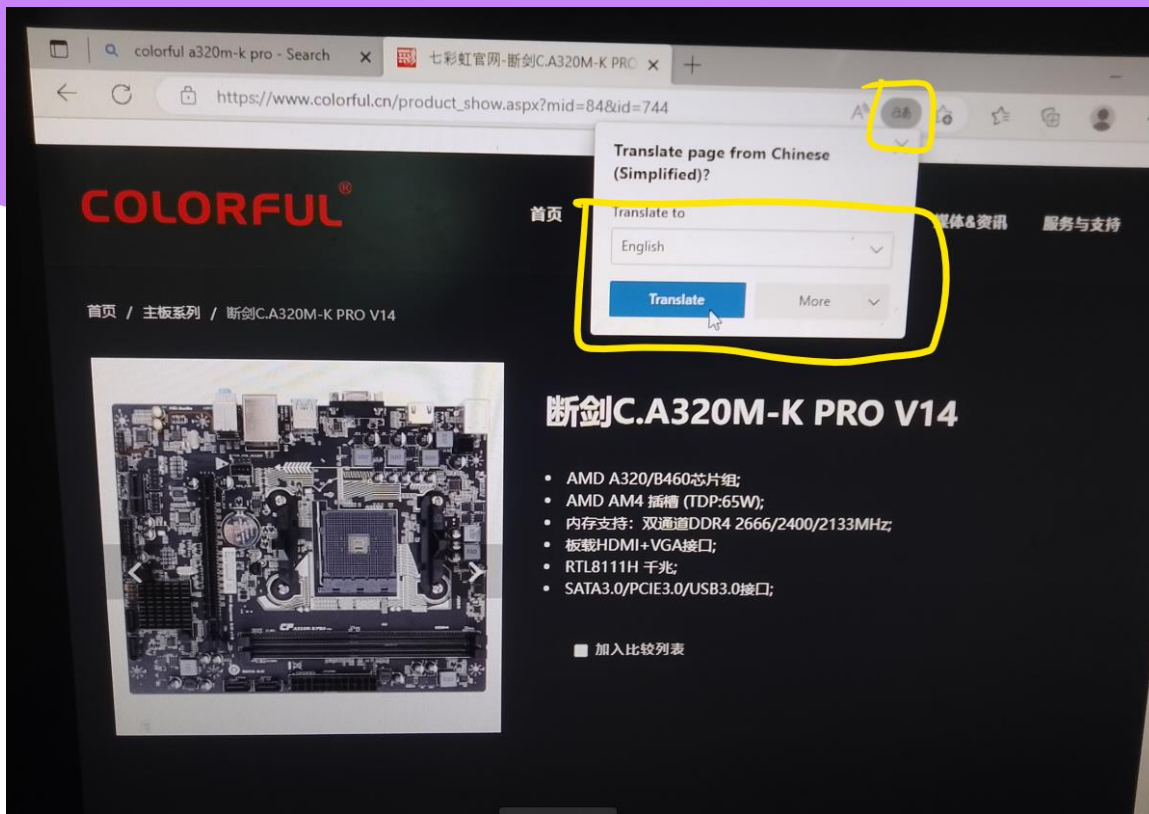 colorful a320m-k pro - Search
七彩虹官网-断剑C.A320M-K PRO
https://www.colorful.cn/product_show.aspx?mid=84&id=744
Translate page from Chinese
(Simplified)?
Translate to
English
Translate
More
COLORFUL®
首页
媒体&资讯
服务与支持
首页 / 主板系列 / 断剑C.A320M-K PRO V14
断剑C.A320M-K PRO V14
AMD A320/B460芯片组;
AMD AM4 插槽 (TDP:65W);
内存支持：双通道DDR4 2666/2400/2133MHz;
板载HDMI+VGA接口;
RTL8111H 千兆;
SATA3.0/PCIE3.0/USB3.0接口;
加入比较列表